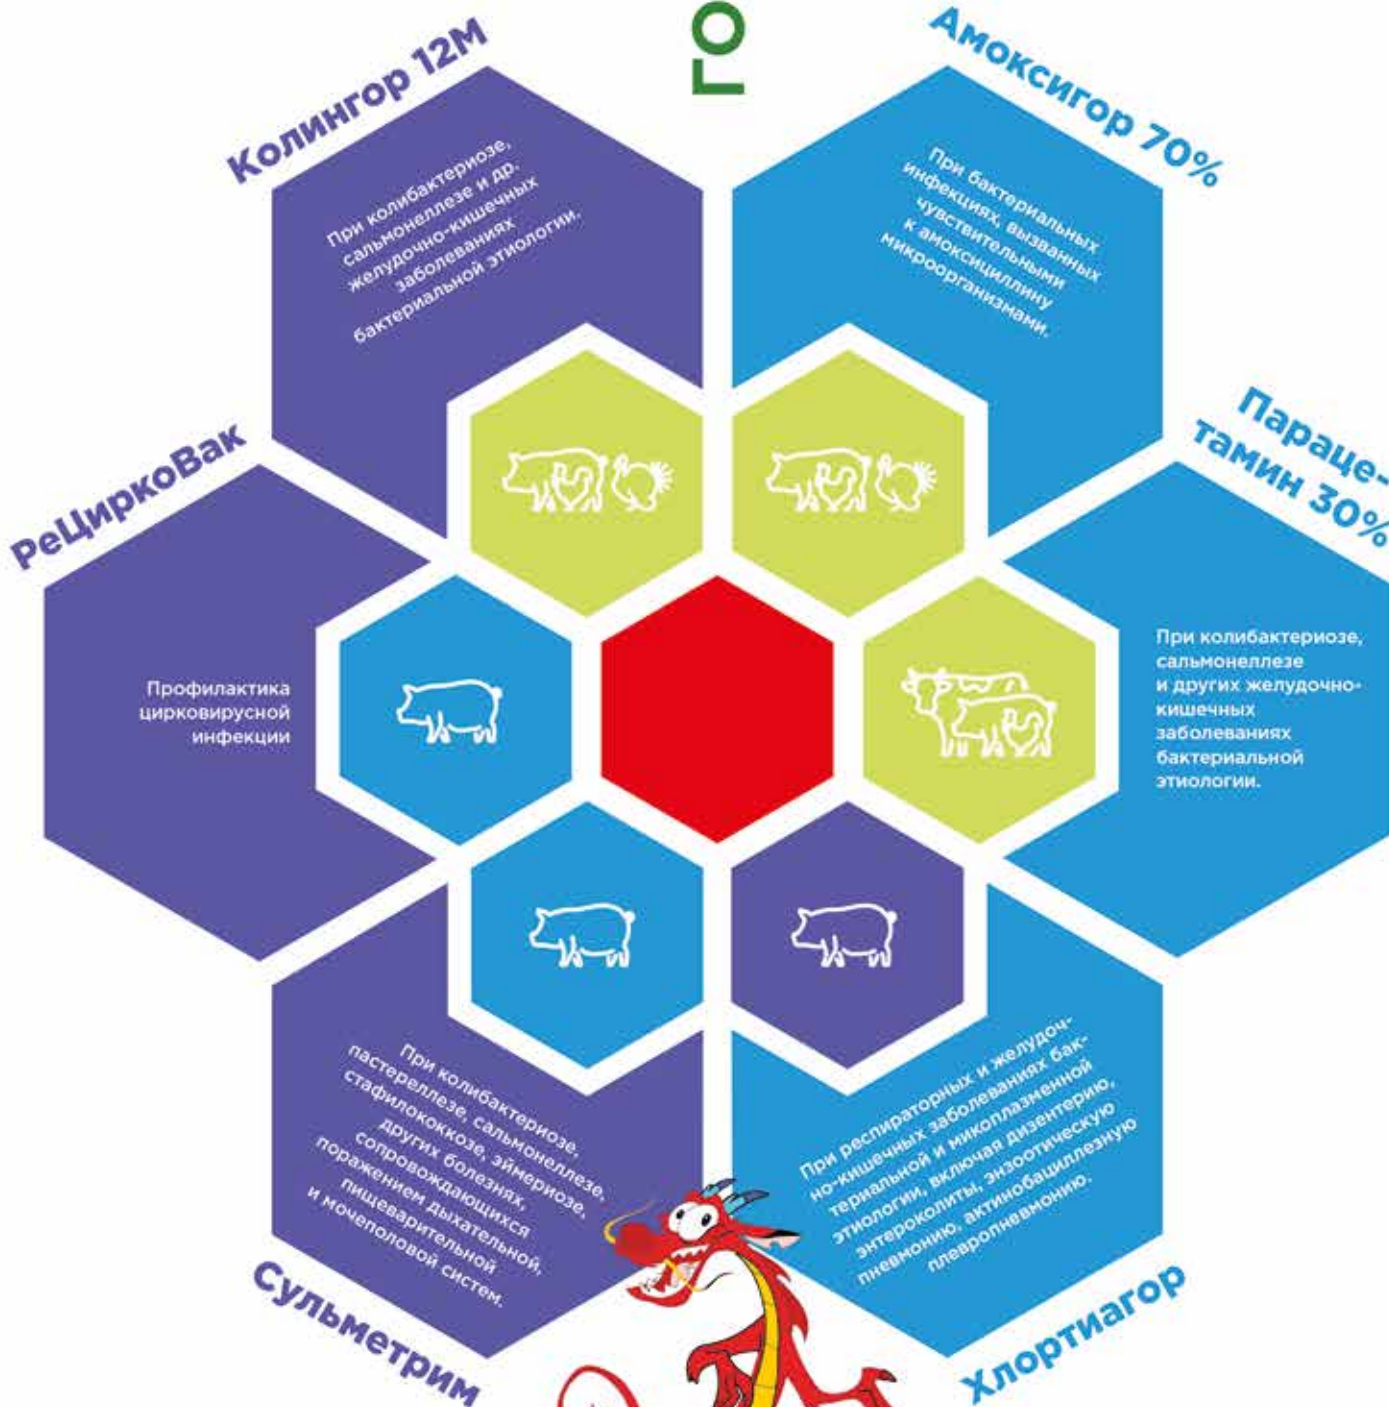 ГО
Колингор 12М
При колибактериозе,
сальмонеллезе и др.
желудочно-кишечных
заболеваниях
бактериальной этиологии.
Амоксигор 70%
При бактериальных
инфекциях, вызванных
чувствительными
к амоксициллину
микроорганизмами.
РеЦиркоВак
Профилактика
цирковирусной
инфекции
Параце-
тамин 30%
При колибактериозе,
сальмонеллезе
и других желудочно-
кишечных
заболеваниях
бактериальной
этиологии.
При колибактериозе,
пастереллезе, сальмонеллезе,
стафилококкозе, эймериозе,
других болезнях,
сопровождающихся
поражением дыхательной,
пищеварительной
и мочеполовой систем.
Сульметрим
При респираторных и желудоч-
но-кишечных заболеваниях бак-
териальной и микоплазменной
этиологии, включая дизентерию,
энтероколиты, энзоотическую
пневмонию, актинобациллезную
плевропневмонию.
Хлортиагор